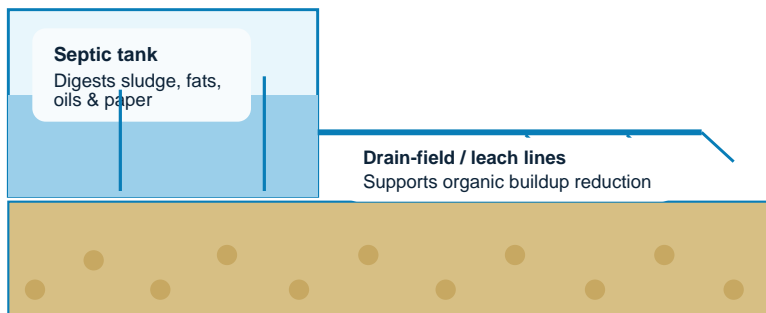 Septic tank
Digests sludge, fats,
oils & paper
Drain-field / leach lines
Supports organic buildup reduction